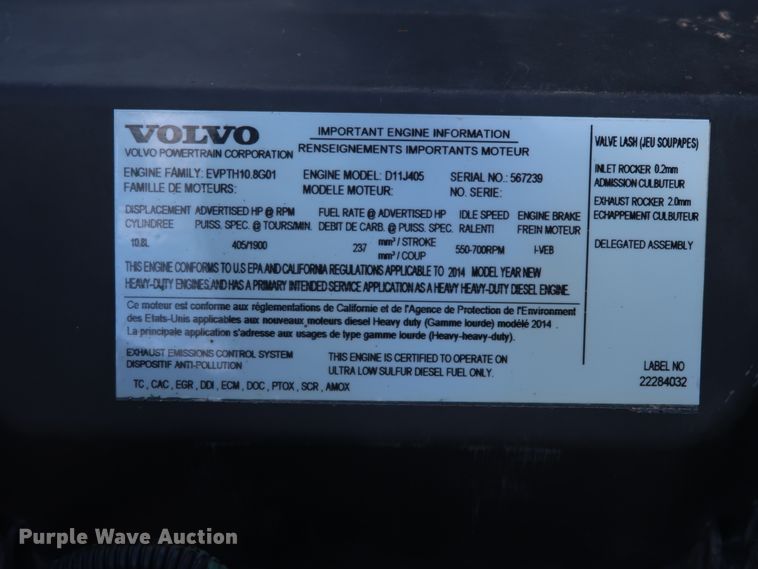 VOLVO
VOLVO POWERTRAIN CORPORATION
IMPORTANT ENGINE INFORMATION
RENSEIGNEMENTS IMPORTANTS MOTEUR
ENGINE FAMILY: EVPTH10.8G01 ENGINE MODEL: D11J405 SERIAL NO.: 567239
FAMILLE DE MOTEURS: MODELE MOTEUR: NO. SERIE:
DISPLACEMENT ADVERTISED HP @ RPM FUEL RATE @ ADVERTISED HP IDLE SPEED ENGINE BRAKE
CYLINDREE PUISS. SPEC. @ TOURS/MIN. DEBIT DE CARB. @ PUISS. SPEC. RALENTI FREIN MOTEUR
10.8L 405/1900 237 mm³ / STROKE 550-700RPM I-VEB
mm³ / COUP
THIS ENGINE CONFORMS TO U.S EPA AND CALIFORNIA REGULATIONS APPLICABLE TO 2014 MODEL YEAR NEW
HEAVY-DUTY ENGINES,AND HAS A PRIMARY INTENDED SERVICE APPLICATION AS A HEAVY HEAVY-DUTY DIESEL ENGINE.
Ce moteur est conforme aux réglementations de Californie et de l'Agence de Protection de l'Environment
des Etats-Unis applicables aux nouveaux moteurs diesel Heavy duty (Gamme lourde) modélé 2014 .
La principale application s'adresse aux usages de type gamme lourde (Heavy-heavy-duty).
EXHAUST EMISSIONS CONTROL SYSTEM
DISPOSITIF ANTI-POLLUTION
THIS ENGINE IS CERTIFIED TO OPERATE ON
ULTRA LOW SULFUR DIESEL FUEL ONLY.
TC , CAC , EGR , DDI , ECM , DOC , PTOX , SCR , AMOX
VALVE LASH (JEU SOUPAPES)
INLET ROCKER 0.2mm
ADMISSION CULBUTEUR
EXHAUST ROCKER 2.0mm
ECHAPPEMENT CULBUTEUR
DELEGATED ASSEMBLY
LABEL NO
22284032
Purple Wave Auction